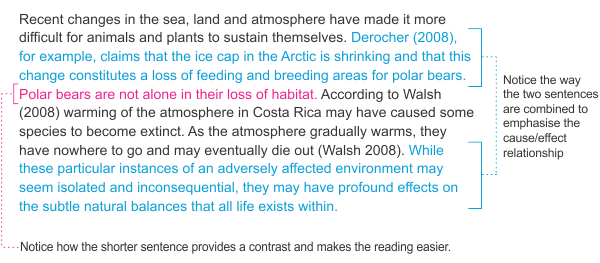 Recent changes in the sea, land and atmosphere have made it more
difficult for animals and plants to sustain themselves. Derocher (2008),
for example, claims that the ice cap in the Arctic is shrinking and that this
change constitutes a loss of feeding and breeding areas for polar bears.
Polar bears are not alone in their loss of habitat. According to Walsh
(2008) warming of the atmosphere in Costa Rica may have caused some
species to become extinct. As the atmosphere gradually warms, they
have nowhere to go and may eventually die out (Walsh 2008). While
these particular instances of an adversely affected environment may
seem isolated and inconsequential, they may have profound effects on
the subtle natural balances that all life exists within.
Notice the way
the two sentences
are combined to
emphasise the
cause/effect
relationship
Notice how the shorter sentence provides a contrast and makes the reading easier.